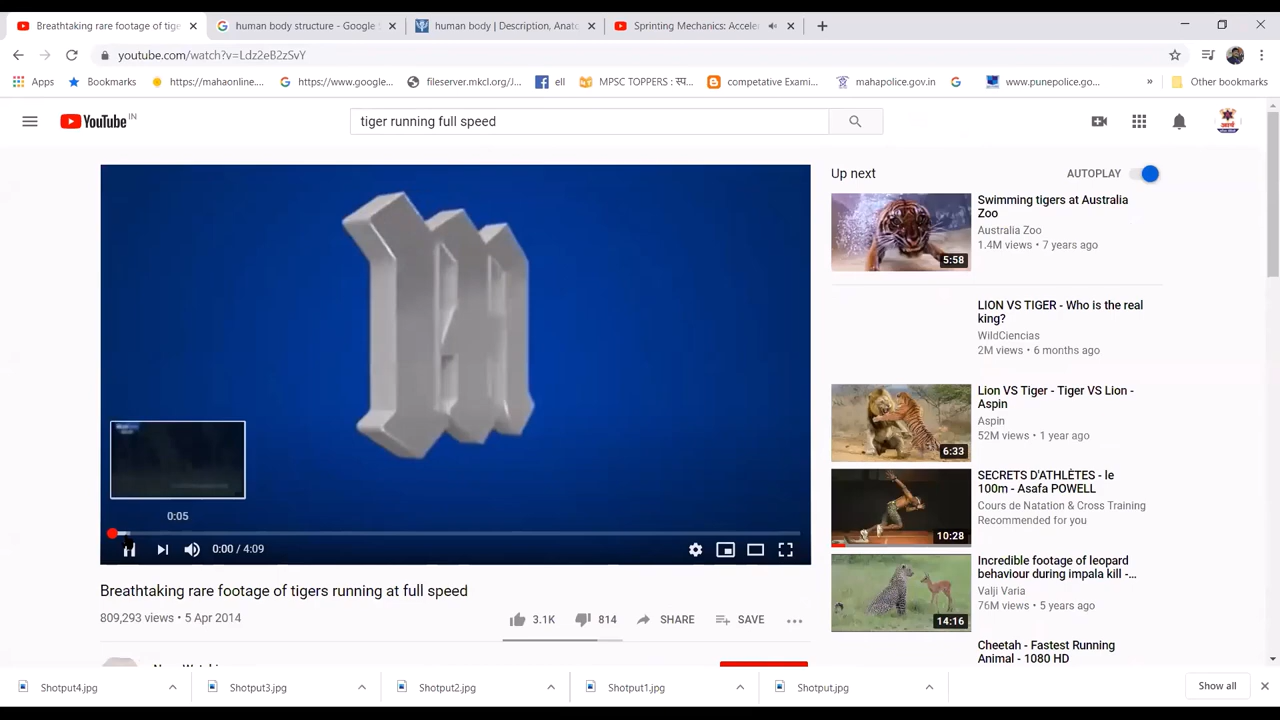 Breathtaking rare footage of tige
human body structure - Google S
human body | Description, Anato
Sprinting Mechanics: Acceler
youtube.com/watch?v=Ldz2eB2zSvY
Apps
Bookmarks
https://mahaonline....
https://www.google...
fileserver.mkcl.org/J...
ell
MPSC TOPPERS : स्प...
competative Exami...
mahapolice.gov.in
www.punepolice.go...
»
Other bookmarks
YouTube IN
tiger running full speed
Up next
AUTOPLAY
Swimming tigers at Australia
Zoo
Australia Zoo
1.4M views • 7 years ago
5:58
LION VS TIGER - Who is the real
king?
WildCiencias
2M views • 6 months ago
Lion VS Tiger - Tiger VS Lion -
Aspin
Aspin
52M views • 1 year ago
6:33
SECRETS D'ATHLÈTES - le
100m - Asafa POWELL
Cours de Natation & Cross Training
Recommended for you
10:28
Incredible footage of leopard
behaviour during impala kill -...
Valji Varia
76M views • 5 years ago
14:16
Cheetah - Fastest Running
Animal - 1080 HD
0:05
0:00 / 4:09
Breathtaking rare footage of tigers running at full speed
809,293 views • 5 Apr 2014
3.1K
814
SHARE
SAVE
Shotput4.jpg
Shotput3.jpg
Shotput2.jpg
Shotput1.jpg
Shotput.jpg
Show all